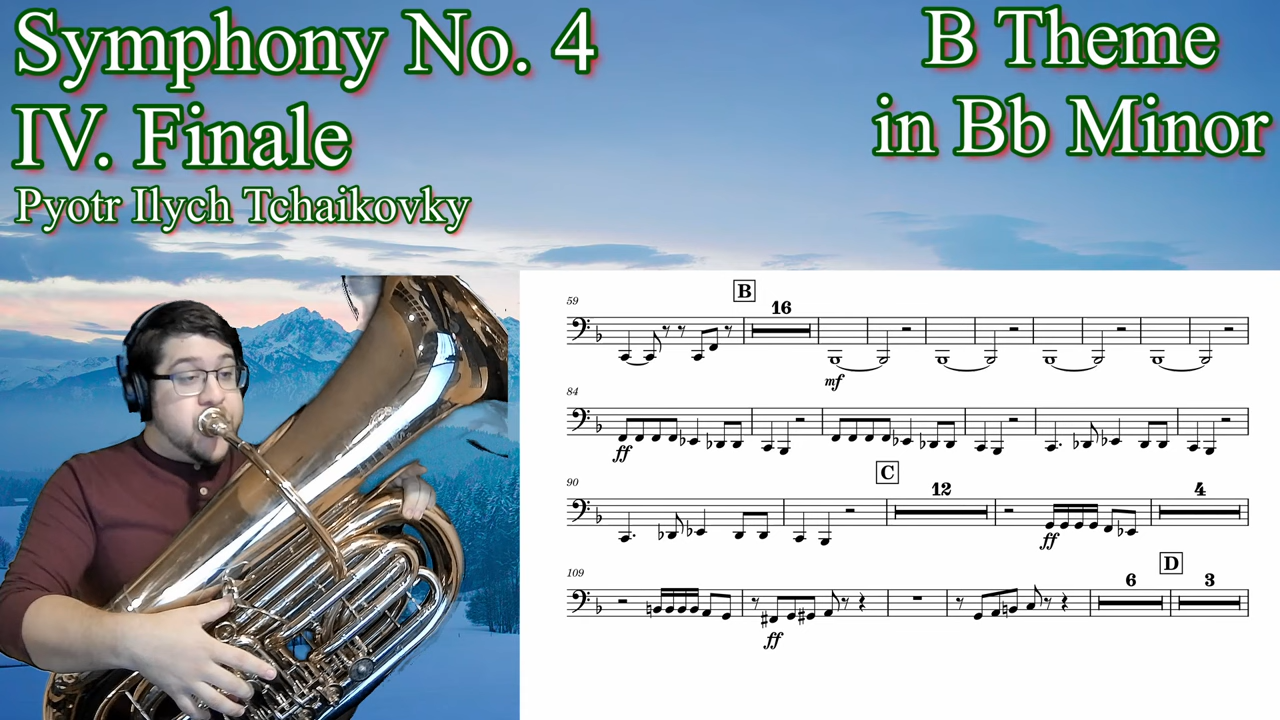 Symphony No. 4
IV. Finale
Pyotr Ilych Tchaikovky
B Theme
in Bb Minor
59
B
16
mf
84
ff
90
C
12
ff
4
109
ff
6
D
3